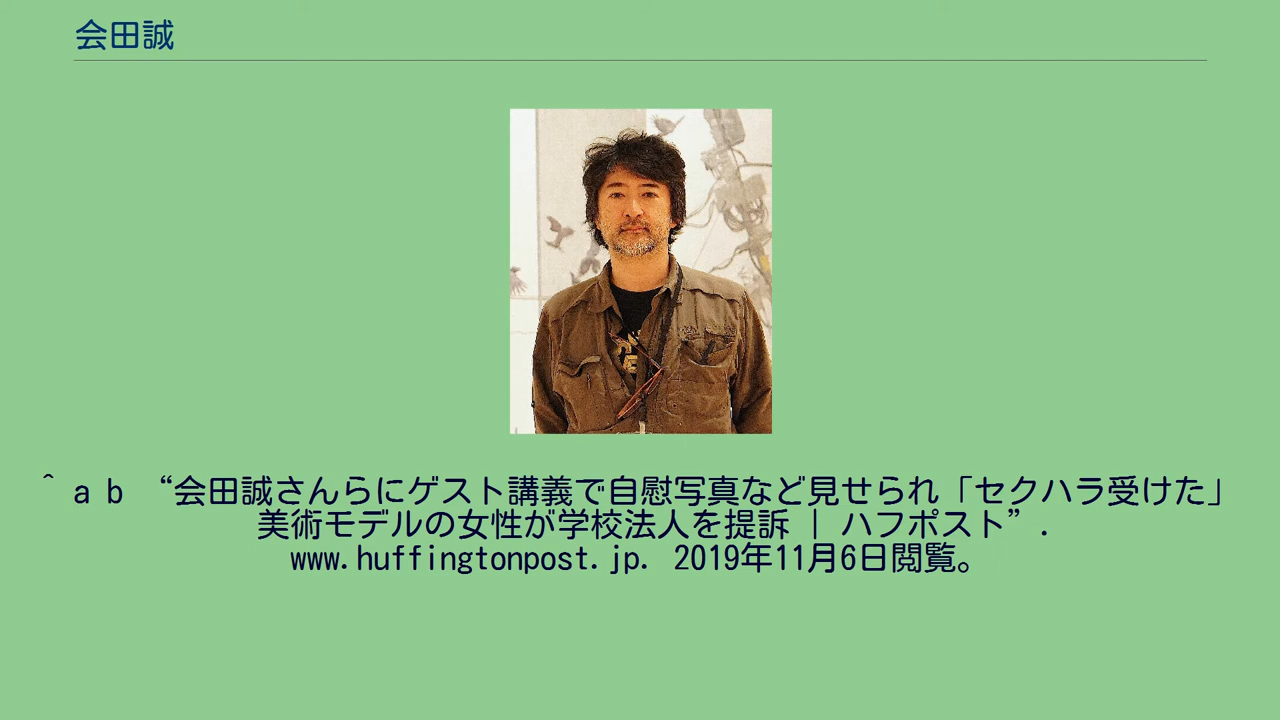 会田誠
^ a b “会田誠さんらにゲスト講義で自慰写真など見せられ「セクハラ受けた」
美術モデルの女性が学校法人を提訴 | ハフポスト”.
www.huffingtonpost.jp. 2019年11月6日閲覧。